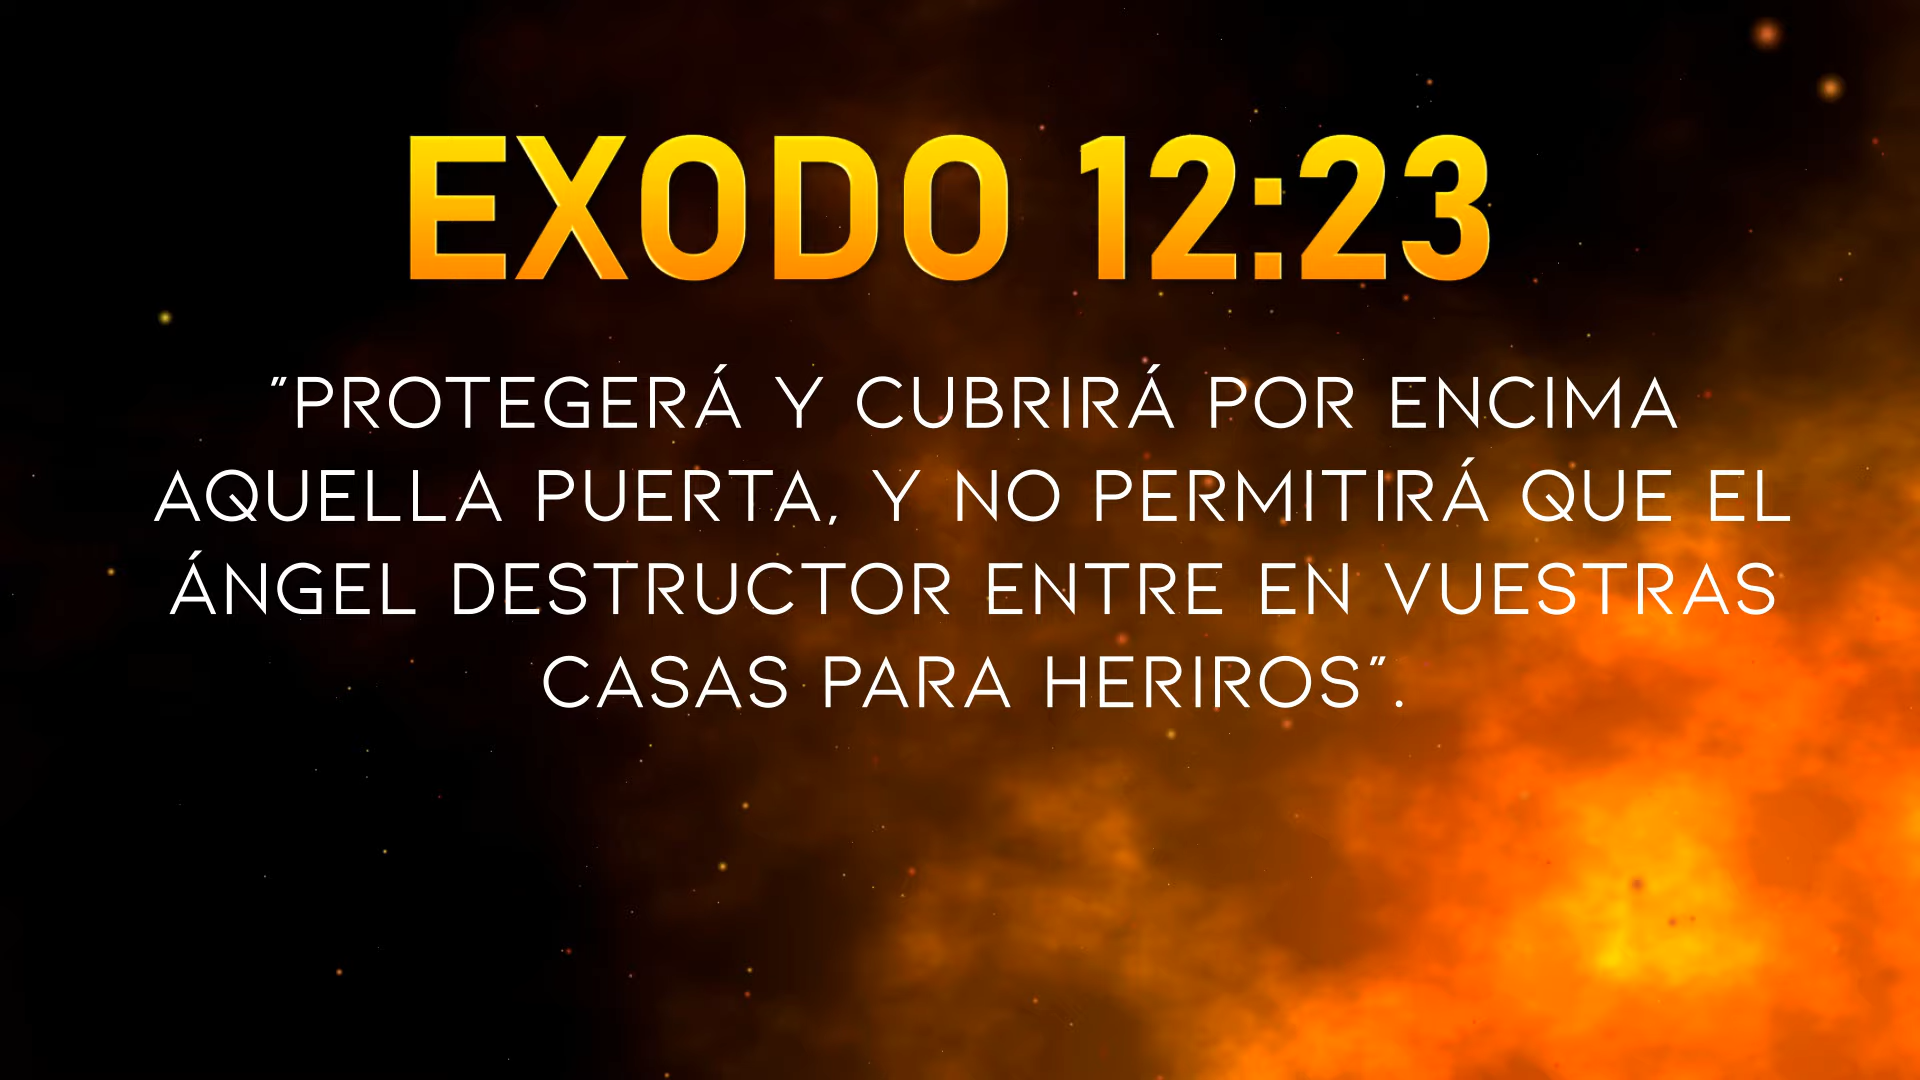 EXODO 12:23
"PROTEGERÁ Y CUBRIRÁ POR ENCIMA
AQUELLA PUERTA, Y NO PERMITIRÁ QUE EL
ÁNGEL DESTRUCTOR ENTRE EN VUESTRAS
CASAS PARA HERIROS".